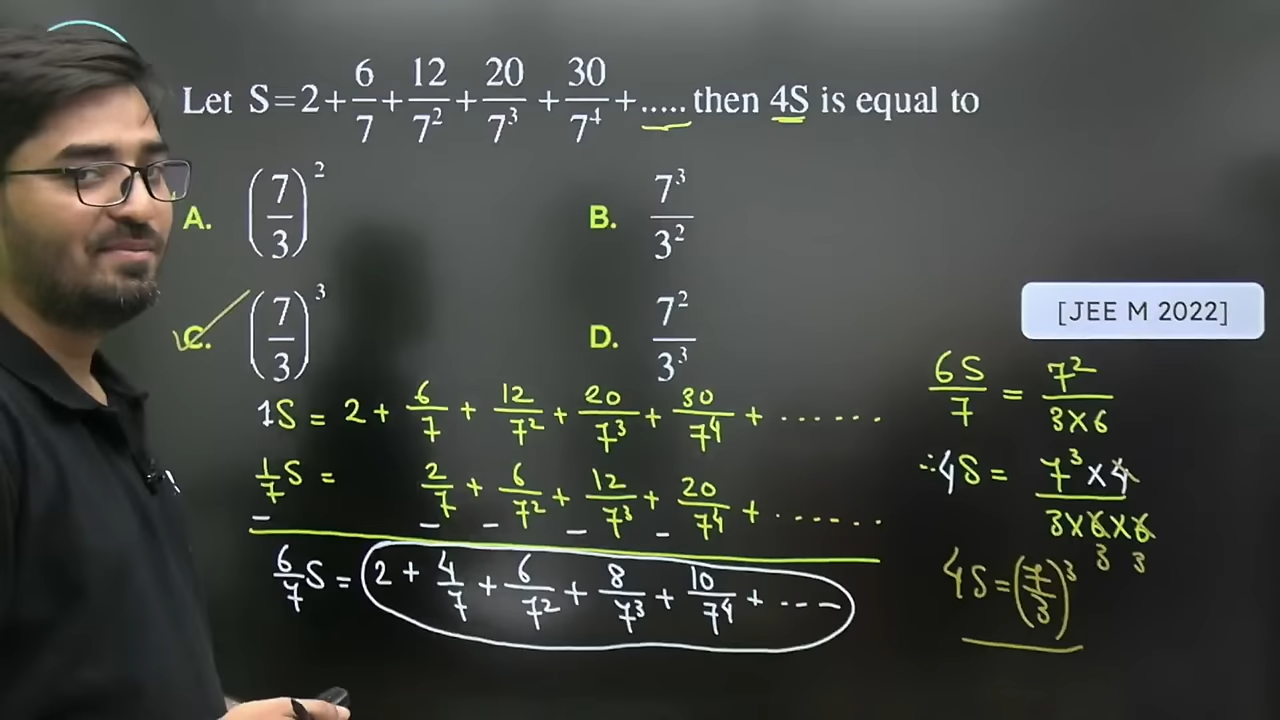 Let S=2+6/7+12/7²+20/7³+30/7⁴+..... then 4S is equal to
A. (7/3)²
B. 7³/3²
C. (7/3)³
D. 7²/3³
[JEE M 2022]
1S = 2 + 6/7 + 12/7² + 20/7³ + 30/7⁴ + ......
1/7 S = 2/7 + 6/7² + 12/7³ + 20/7⁴ + ......
− − − − −
6/7 S = 2 + 4/7 + 6/7² + 8/7³ + 10/7⁴ + ---
6S/7 = 7²/3×6
∴4S = 7³×4/3×6×6
3 3
4S = (7/3)³